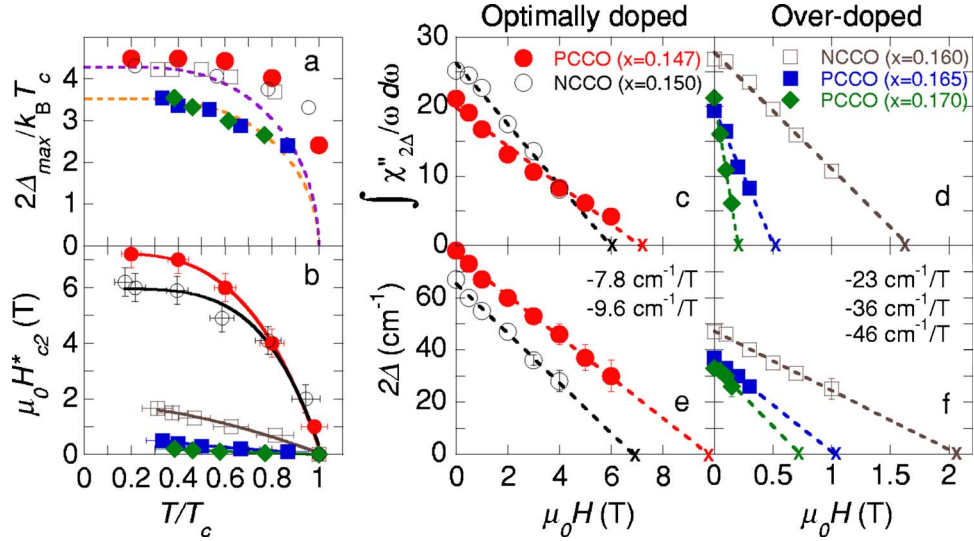 Optimally doped
Over-doped
2Δmax/kB Tc
4
3
2
1
0
a
∫ χ''2Δ/ω dω
30
20
10
0
PCCO (x=0.147)
NCCO (x=0.150)
c
NCCO (x=0.160)
PCCO (x=0.165)
PCCO (x=0.170)
d
μ0H*c2 (T)
6
4
2
0
b
2Δ (cm-1)
60
40
20
0
-7.8 cm-1/T
-9.6 cm-1/T
e
-23 cm-1/T
-36 cm-1/T
-46 cm-1/T
f
0 0.2 0.4 0.6 0.8 1
T/Tc
0 2 4 6 8
μ0H (T)
0 0.5 1 1.5 2
μ0H (T)